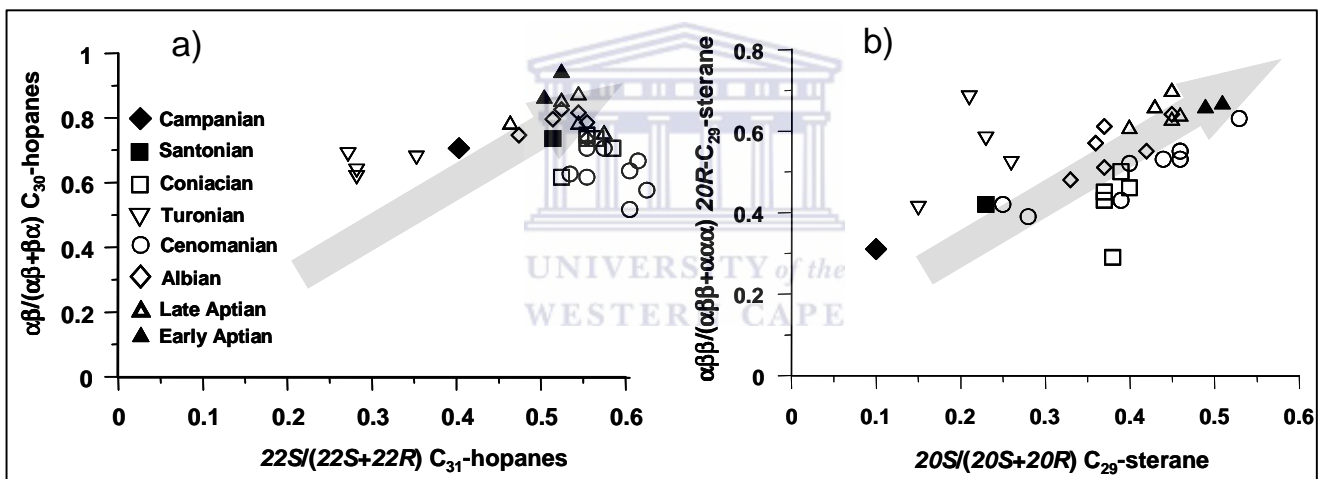 a)
αβ/(αβ+βα) C30-hopanes
1
0.8
0.6
0.4
0.2
0
Campanian
Santonian
Coniacian
Turonian
Cenomanian
Albian
Late Aptian
Early Aptian
0 0.1 0.2 0.3 0.4 0.5 0.6
22S/(22S+22R) C31-hopanes
b)
αββ/(αββ+ααα) 20R-C29-sterane
0.8
0.6
0.4
0.2
0
0 0.1 0.2 0.3 0.4 0.5 0.6
20S/(20S+20R) C29-sterane
UNIVERSITY of the
WESTERN CAPE